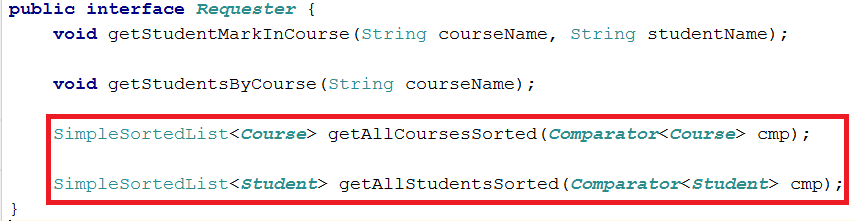 public interface Requester {
void getStudentMarkInCourse(String courseName, String studentName);
void getStudentsByCourse(String courseName);
SimpleSortedList<Course> getAllCoursesSorted(Comparator<Course> cmp);
SimpleSortedList<Student> getAllStudentsSorted(Comparator<Student> cmp);
}